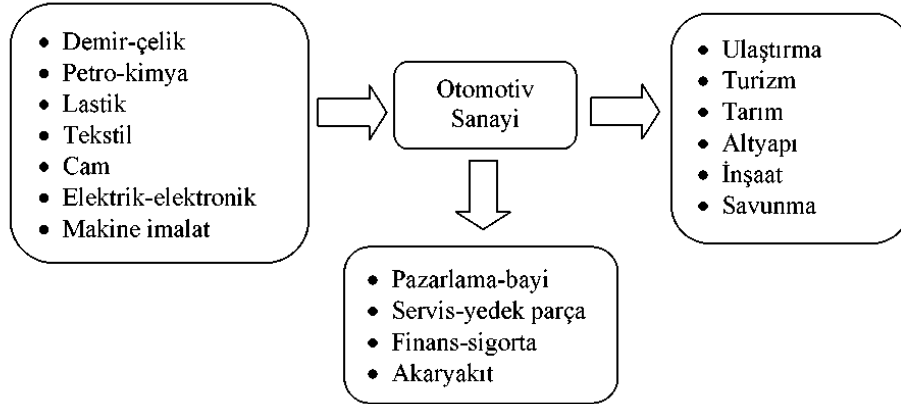 • Demir-çelik
• Petro-kimya
• Lastik
• Tekstil
• Cam
• Elektrik-elektronik
• Makine imalat
Otomotiv
Sanayi
• Ulaştırma
• Turizm
• Tarım
• Altyapı
• İnşaat
• Savunma
• Pazarlama-bayi
• Servis-yedek parça
• Finans-sigorta
• Akaryakıt